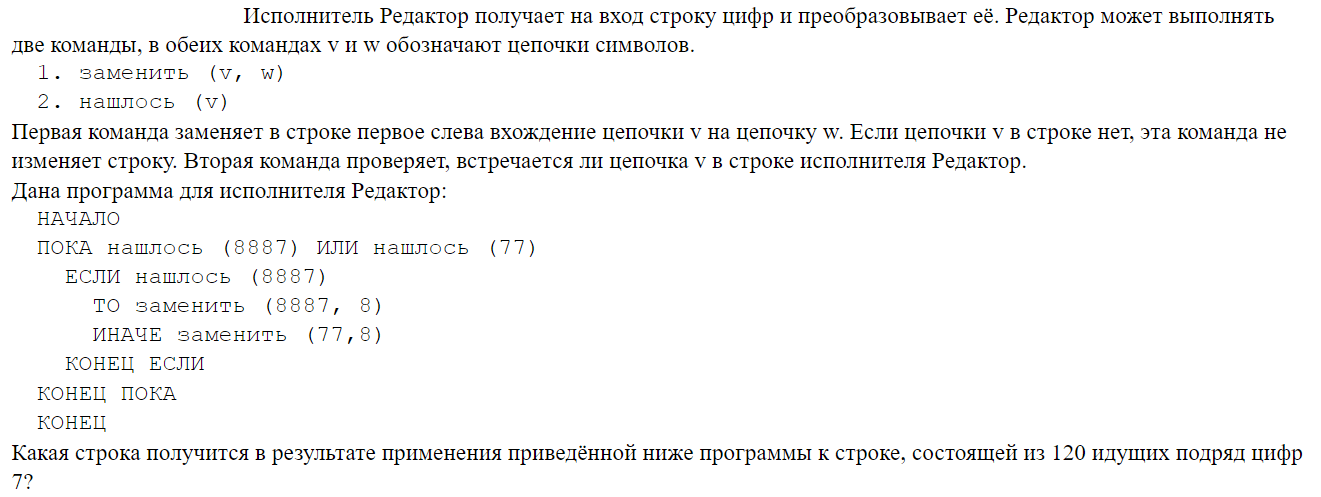 Исполнитель Редактор получает на вход строку цифр и преобразовывает её. Редактор может выполнять
две команды, в обеих командах v и w обозначают цепочки символов.
1. заменить (v, w)
2. нашлось (v)
Первая команда заменяет в строке первое слева вхождение цепочки v на цепочку w. Если цепочки v в строке нет, эта команда не
изменяет строку. Вторая команда проверяет, встречается ли цепочка v в строке исполнителя Редактор.
Дана программа для исполнителя Редактор:
НАЧАЛО
ПОКА нашлось (8887) ИЛИ нашлось (77)
ЕСЛИ нашлось (8887)
ТО заменить (8887, 8)
ИНАЧЕ заменить (77,8)
КОНЕЦ ЕСЛИ
КОНЕЦ ПОКА
КОНЕЦ
Какая строка получится в результате применения приведённой ниже программы к строке, состоящей из 120 идущих подряд цифр
7?